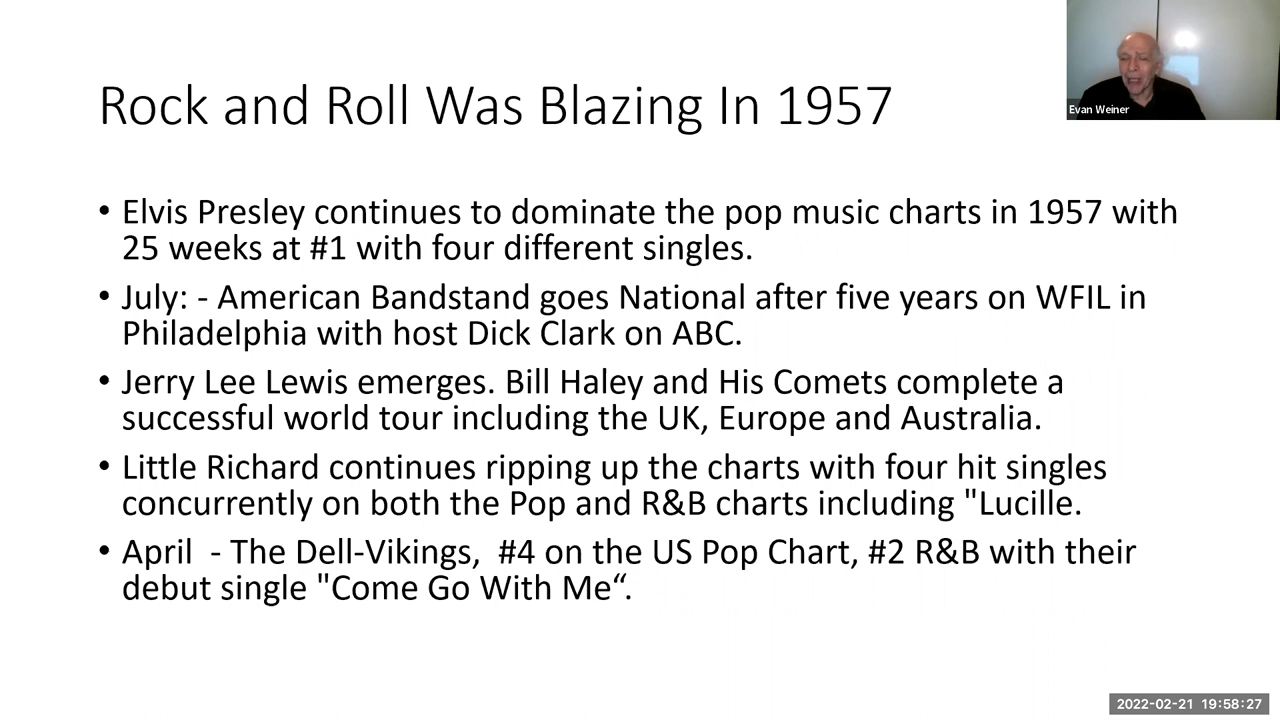 Rock and Roll Was Blazing In 1957
Evan Weiner
• Elvis Presley continues to dominate the pop music charts in 1957 with
25 weeks at #1 with four different singles.
• July: - American Bandstand goes National after five years on WFIL in
Philadelphia with host Dick Clark on ABC.
• Jerry Lee Lewis emerges. Bill Haley and His Comets complete a
successful world tour including the UK, Europe and Australia.
• Little Richard continues ripping up the charts with four hit singles
concurrently on both the Pop and R&B charts including "Lucille.
• April  - The Dell-Vikings,  #4 on the US Pop Chart, #2 R&B with their
debut single "Come Go With Me“.
2022-02-21 19:58:27